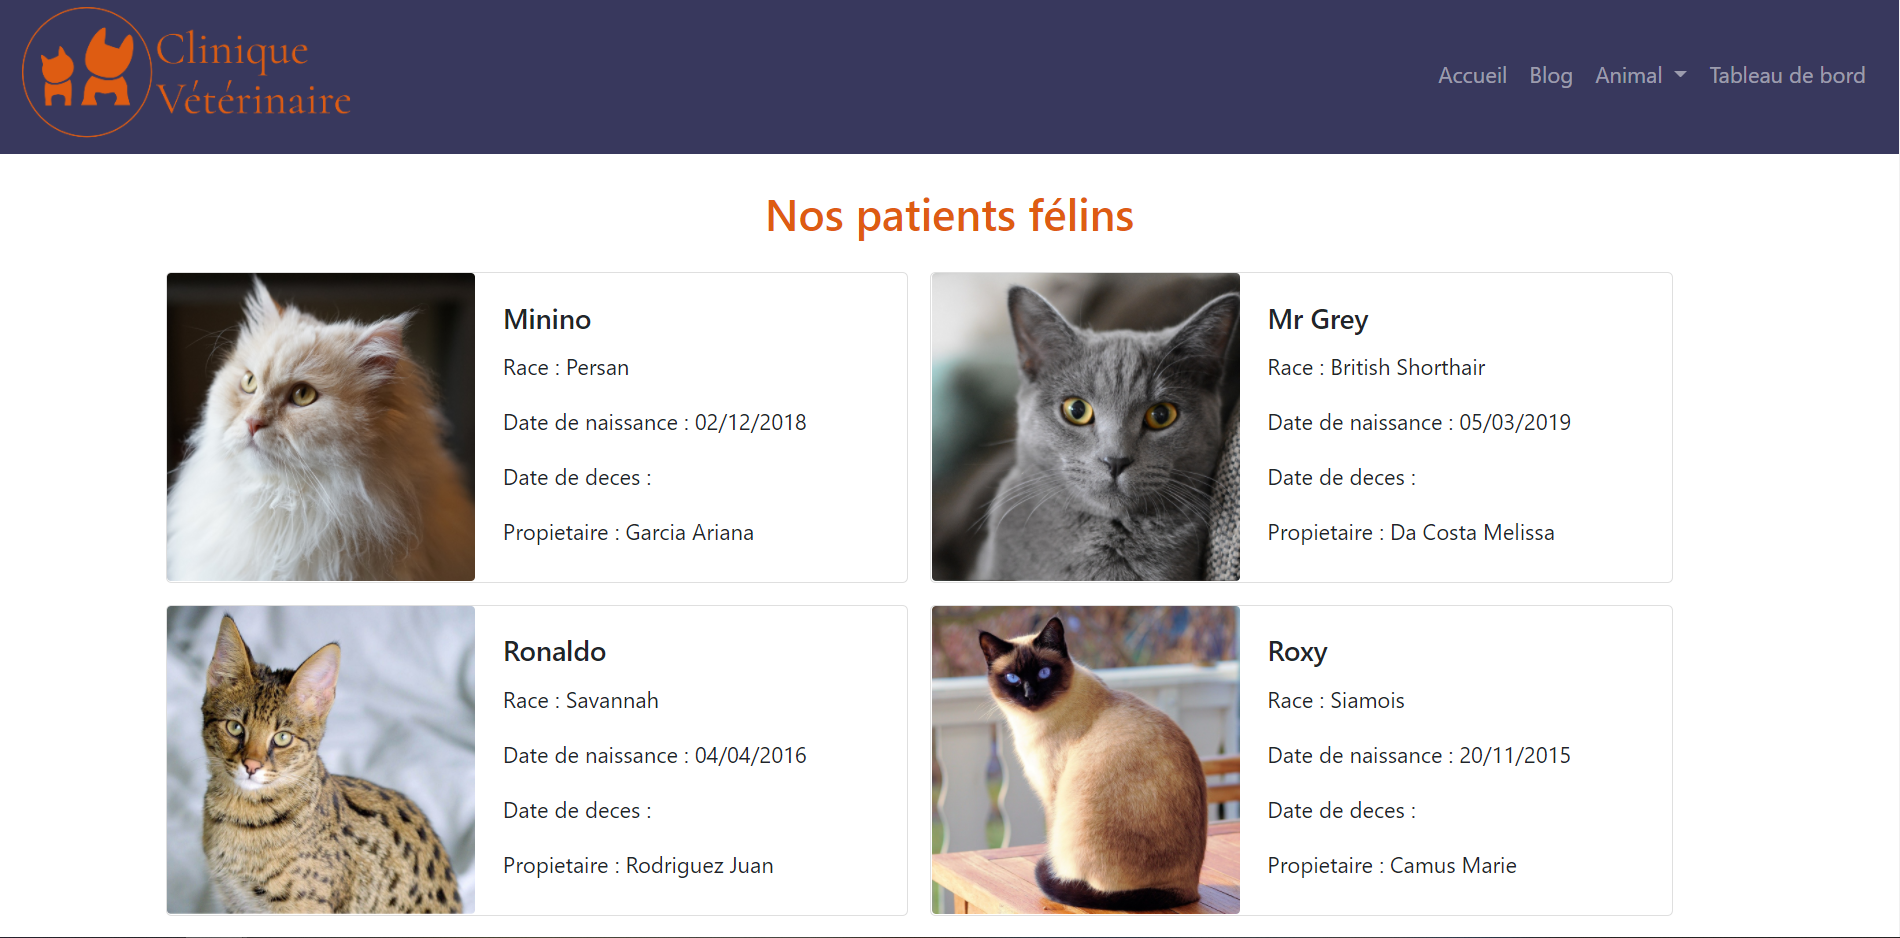 Clinique
Vétérinaire
Accueil Blog Animal Tableau de bord
Nos patients félins
Minino
Race : Persan
Date de naissance : 02/12/2018
Date de deces :
Propietaire : Garcia Ariana
Mr Grey
Race : British Shorthair
Date de naissance : 05/03/2019
Date de deces :
Propietaire : Da Costa Melissa
Ronaldo
Race : Savannah
Date de naissance : 04/04/2016
Date de deces :
Propietaire : Rodriguez Juan
Roxy
Race : Siamois
Date de naissance : 20/11/2015
Date de deces :
Propietaire : Camus Marie